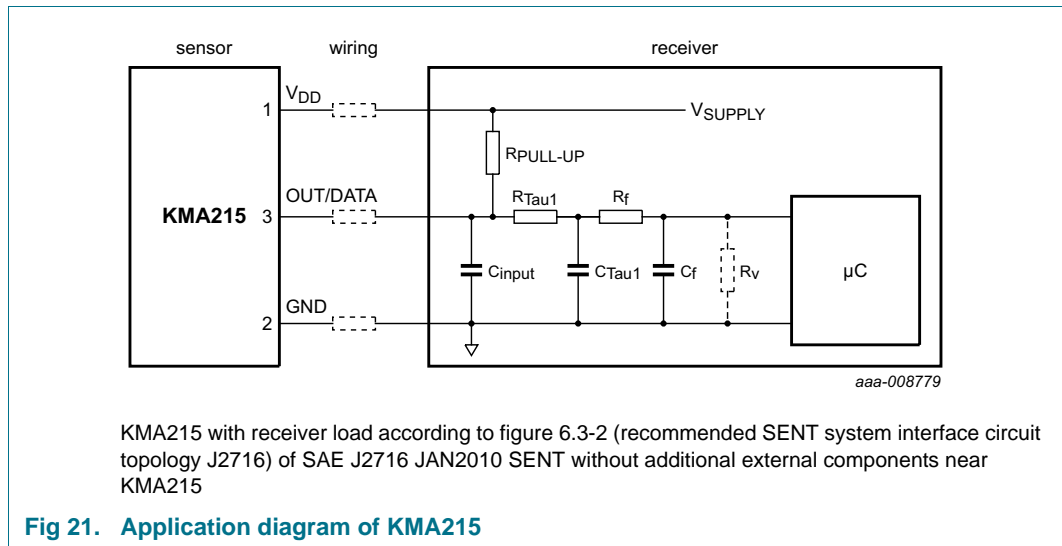 sensor
wiring
receiver
1
VDD
VSUPPLY
RPULL-UP
OUT/DATA
RTau1
Rf
KMA215
3
Cinput
CTau1
Cf
Rv
μC
GND
2
aaa-008779
KMA215 with receiver load according to figure 6.3-2 (recommended SENT system interface circuit
topology J2716) of SAE J2716 JAN2010 SENT without additional external components near
KMA215
Fig 21. Application diagram of KMA215